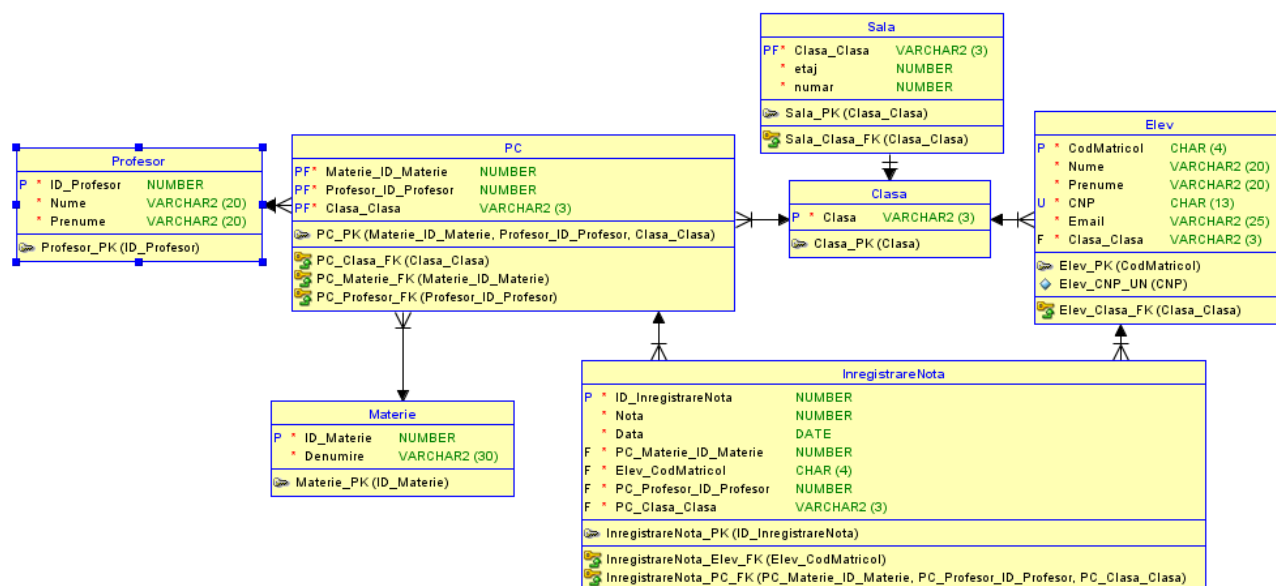 Sala
PF* Clasa_Clasa VARCHAR2 (3)
* etaj NUMBER
* numar NUMBER
Sala_PK (Clasa_Clasa)
Sala_Clasa_FK (Clasa_Clasa)
Elev
P * CodMatricol CHAR (4)
* Nume VARCHAR2 (20)
* Prenume VARCHAR2 (20)
U * CNP CHAR (13)
* Email VARCHAR2 (25)
F * Clasa_Clasa VARCHAR2 (3)
Elev_PK (CodMatricol)
Elev_CNP_UN (CNP)
Elev_Clasa_FK (Clasa_Clasa)
Profesor
P * ID_Profesor NUMBER
* Nume VARCHAR2 (20)
* Prenume VARCHAR2 (20)
Profesor_PK (ID_Profesor)
PC
PF* Materie_ID_Materie NUMBER
PF* Profesor_ID_Profesor NUMBER
PF* Clasa_Clasa VARCHAR2 (3)
PC_PK (Materie_ID_Materie, Profesor_ID_Profesor, Clasa_Clasa)
PC_Clasa_FK (Clasa_Clasa)
PC_Materie_FK (Materie_ID_Materie)
PC_Profesor_FK (Profesor_ID_Profesor)
Clasa
P * Clasa VARCHAR2 (3)
Clasa_PK (Clasa)
Materie
P * ID_Materie NUMBER
* Denumire VARCHAR2 (30)
Materie_PK (ID_Materie)
InregistrareNota
P * ID_InregistrareNota NUMBER
* Nota NUMBER
* Data DATE
F * PC_Materie_ID_Materie NUMBER
F * Elev_CodMatricol CHAR (4)
F * PC_Profesor_ID_Profesor NUMBER
F * PC_Clasa_Clasa VARCHAR2 (3)
InregistrareNota_PK (ID_InregistrareNota)
InregistrareNota_Elev_FK (Elev_CodMatricol)
InregistrareNota_PC_FK (PC_Materie_ID_Materie, PC_Profesor_ID_Profesor, PC_Clasa_Clasa)